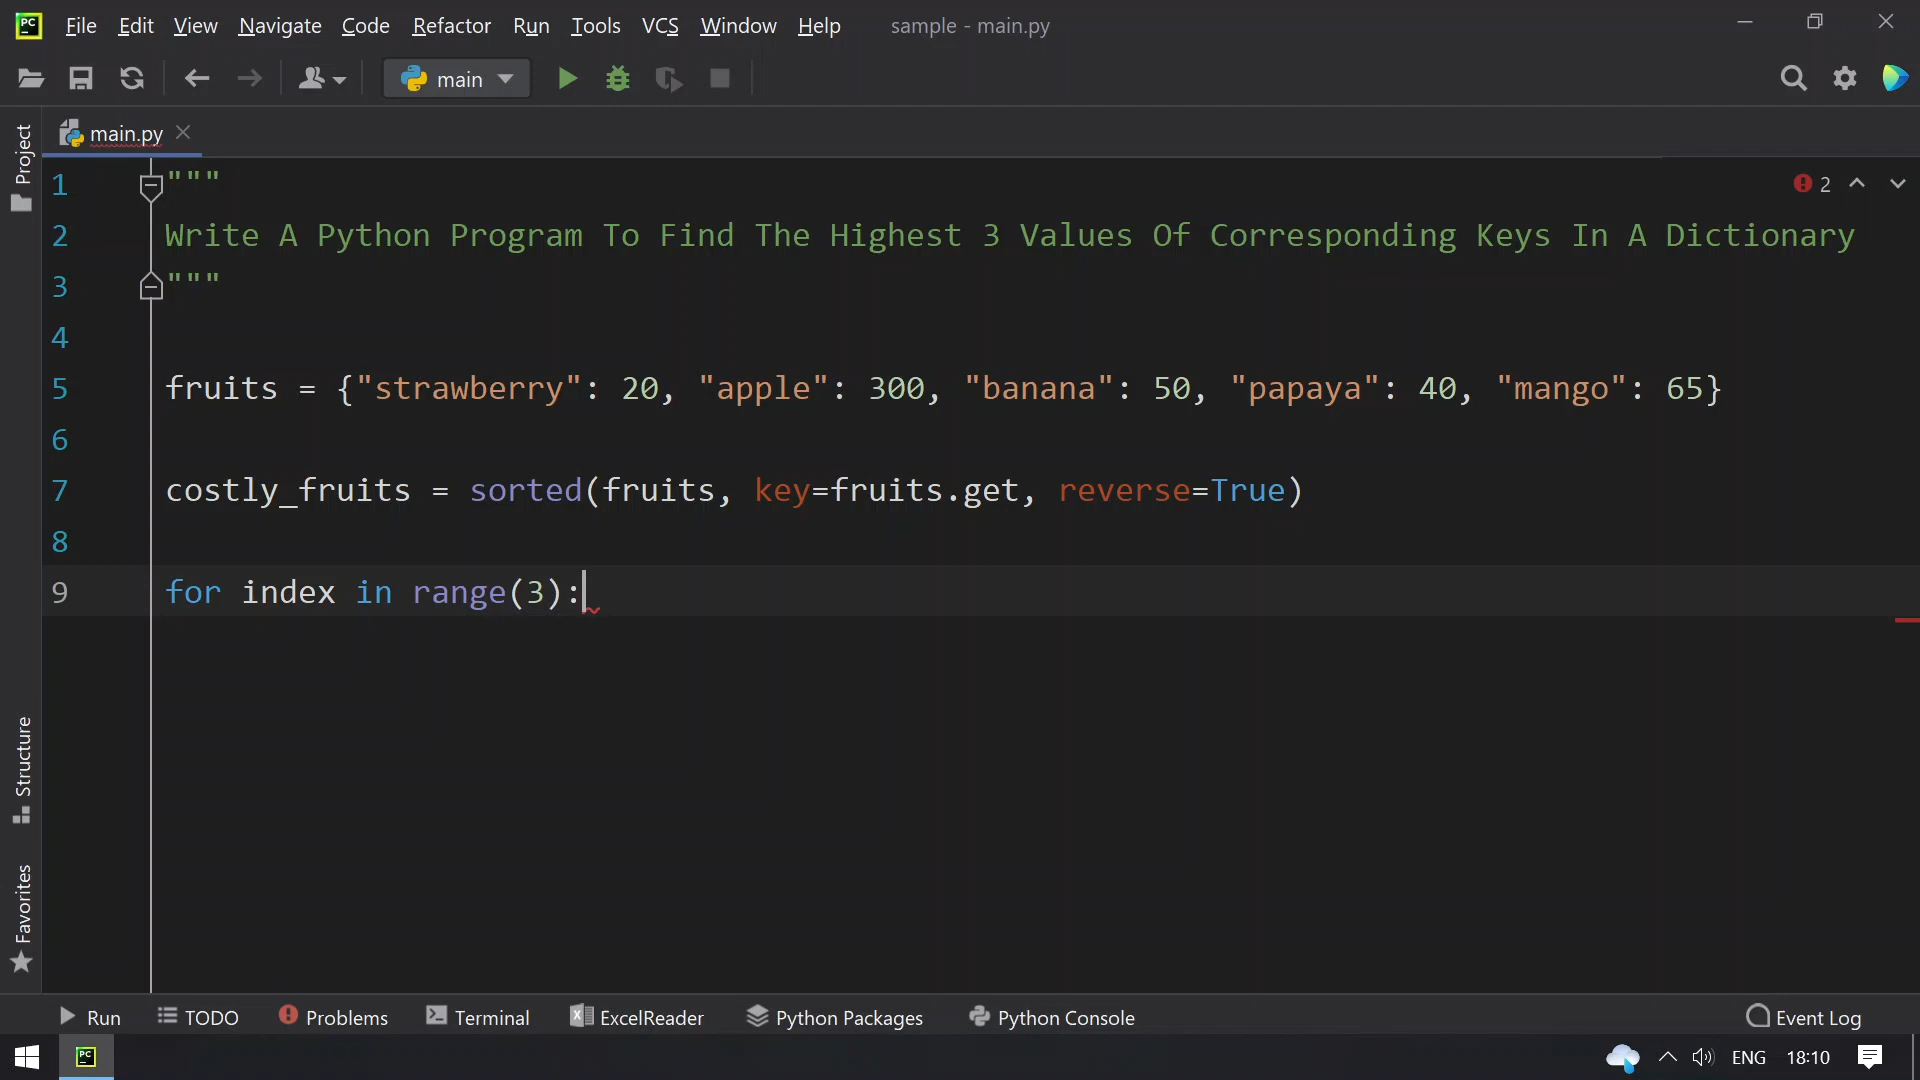 PC File Edit View Navigate Code Refactor Run Tools VCS Window Help sample - main.py
main
main.py
Project
2
1 """
2 Write A Python Program To Find The Highest 3 Values Of Corresponding Keys In A Dictionary
3 """
4
5 fruits = {"strawberry": 20, "apple": 300, "banana": 50, "papaya": 40, "mango": 65}
6
7 costly_fruits = sorted(fruits, key=fruits.get, reverse=True)
8
9 for index in range(3):
Structure
Favorites
Run TODO Problems Terminal ExcelReader Python Packages Python Console Event Log
PC ENG 18:10